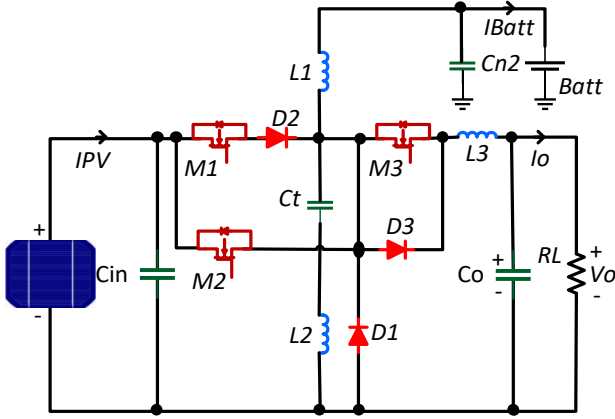 IBatt
L1
Cn2
Batt
D2
IPV
M1
M3
L3
Io
Ct
D3
M2
Cin
+
-
Co
+
-
RL
+
Vo
-
L2
D1